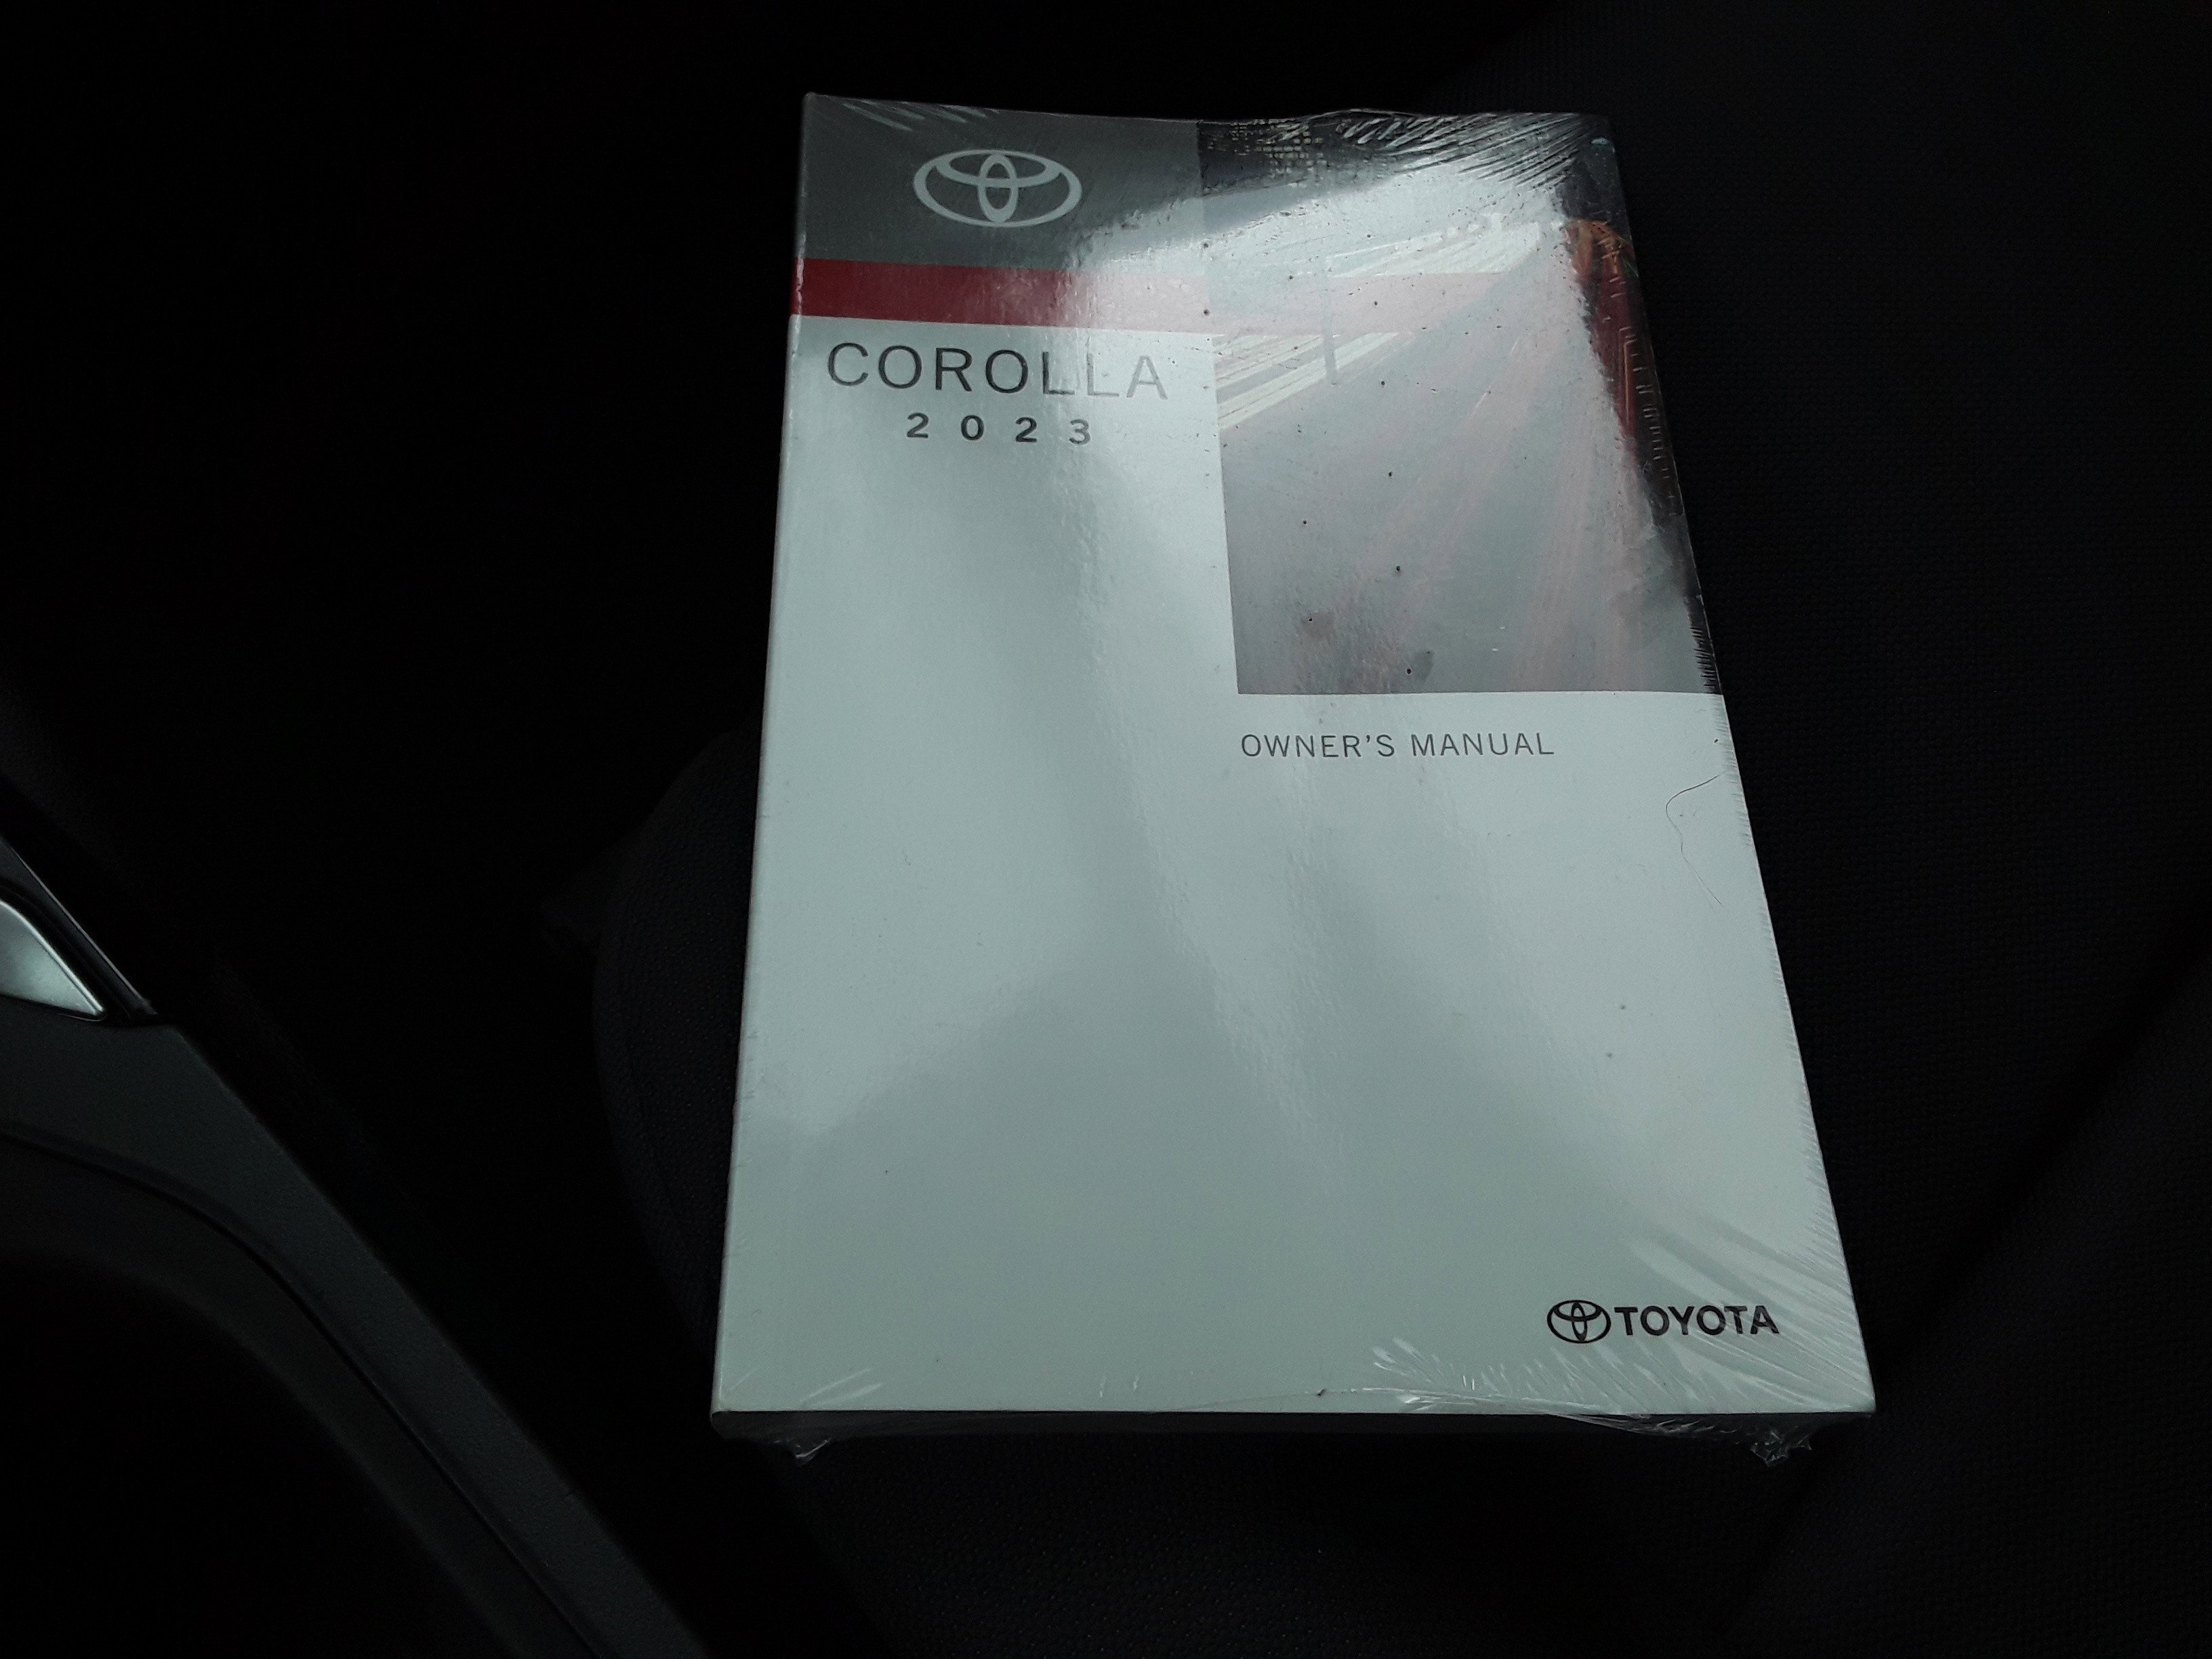 COROLLA
2023
OWNER'S MANUAL
TOYOTA